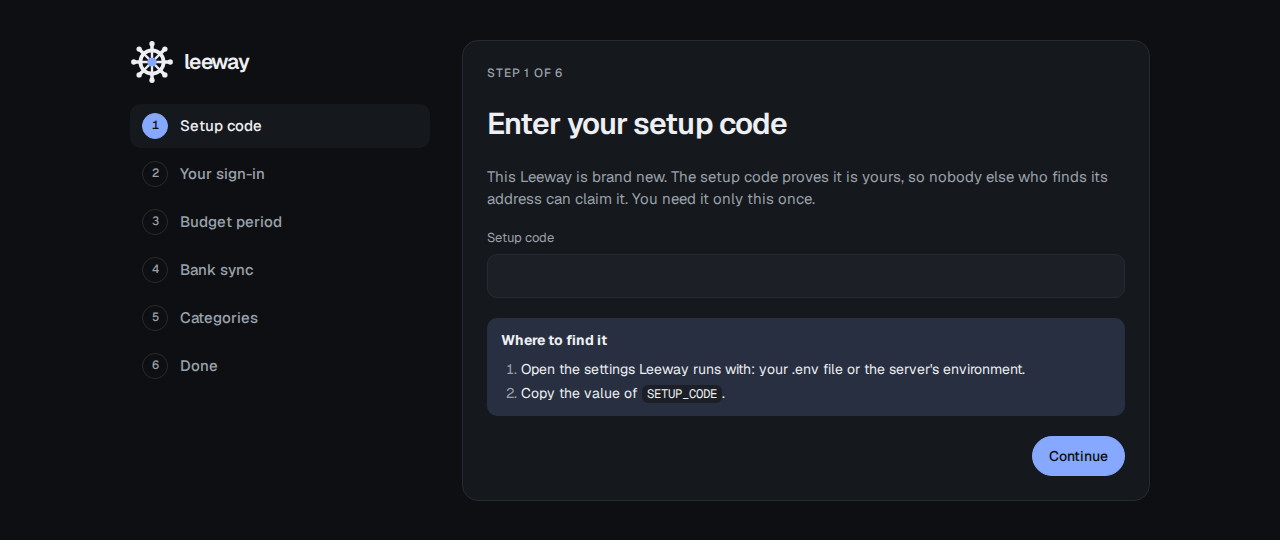 leeway
1 Setup code
2 Your sign-in
3 Budget period
4 Bank sync
5 Categories
6 Done
STEP 1 OF 6
Enter your setup code
This Leeway is brand new. The setup code proves it is yours, so nobody else who finds its
address can claim it. You need it only this once.
Setup code
Where to find it
1. Open the settings Leeway runs with: your .env file or the server's environment.
2. Copy the value of SETUP_CODE.
Continue